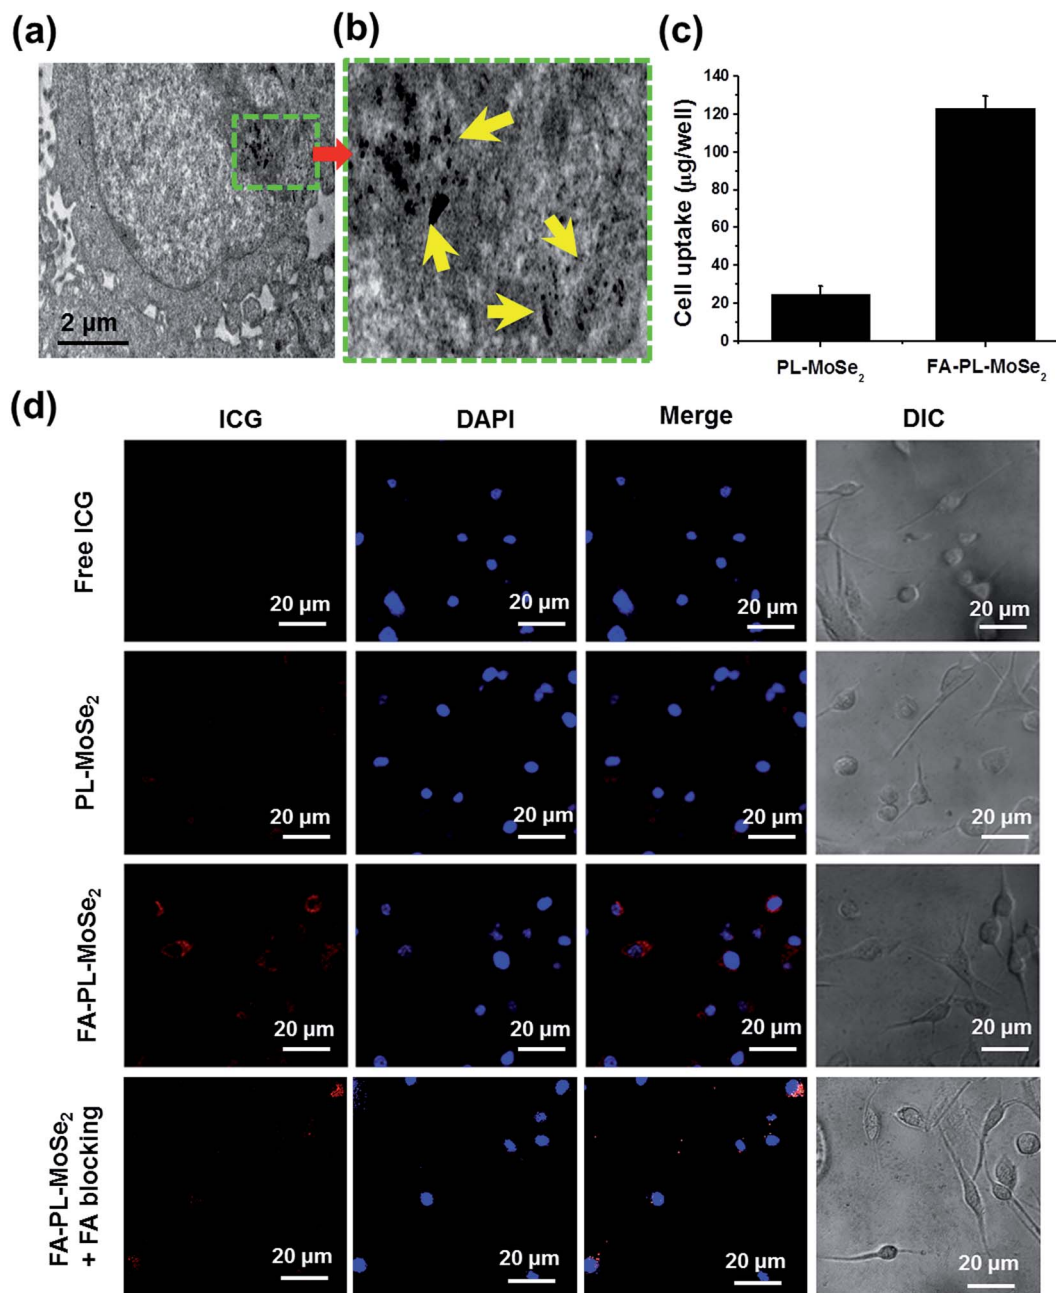 (a)
(b)
(c)
2 µm
Cell uptake (µg/well)
140
120
100
80
60
40
20
0
PL-MoSe₂
FA-PL-MoSe₂
(d)
ICG
DAPI
Merge
DIC
Free ICG
20 µm
20 µm
20 µm
20 µm
PL-MoSe₂
20 µm
20 µm
20 µm
20 µm
FA-PL-MoSe₂
20 µm
20 µm
20 µm
20 µm
FA-PL-MoSe₂
+ FA blocking
20 µm
20 µm
20 µm
20 µm